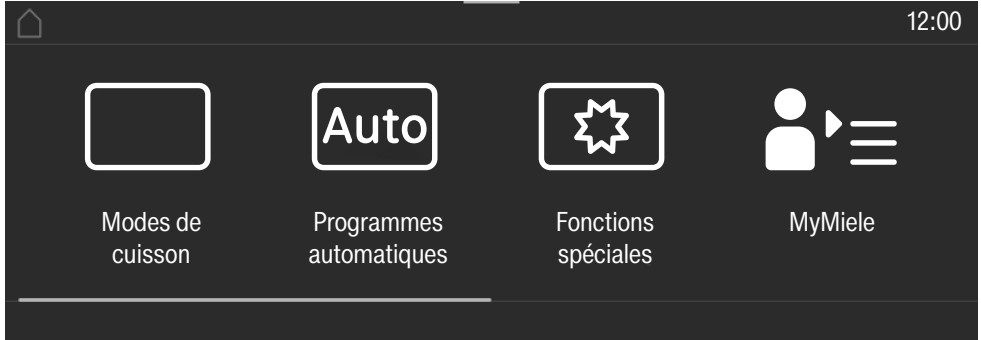 12:00
Auto
Modes de
cuisson
Programmes
automatiques
Fonctions
spéciales
MyMiele